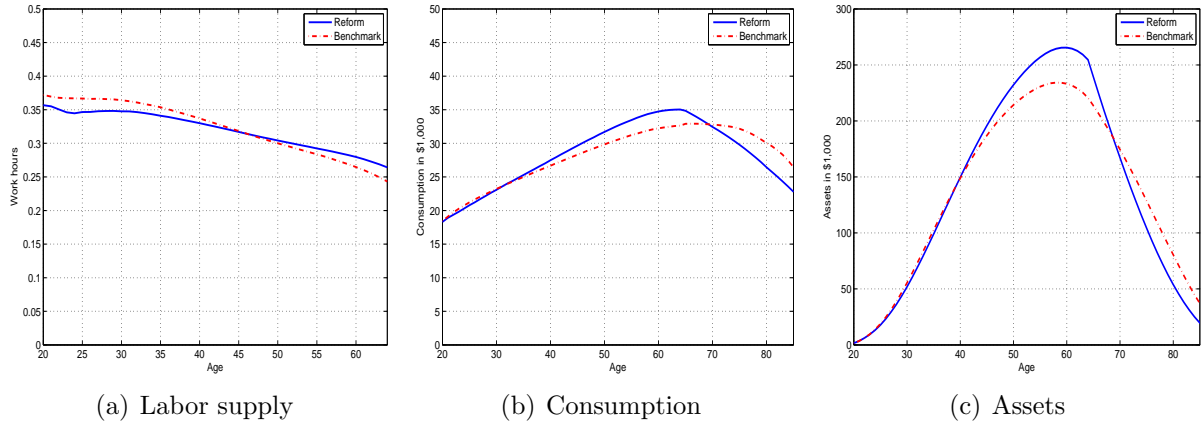 0.5
0.45
0.4
0.35
0.3
0.25
0.2
0.15
0.1
0.05
0
Work hours
20 25 30 35 40 45 50 55 60
Age
Reform
Benchmark
(a) Labor supply
50
45
40
35
30
25
20
15
10
5
0
Consumption in $1,000
20 30 40 50 60 70 80
Age
Reform
Benchmark
(b) Consumption
300
250
200
150
100
50
0
Assets in $1,000
20 30 40 50 60 70 80
Age
Reform
Benchmark
(c) Assets